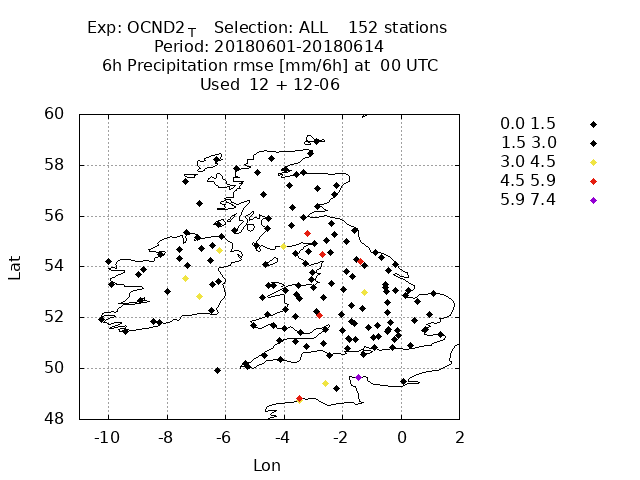 Exp: OCND2 T Selection: ALL 152 stations
Period: 20180601-20180614
6h Precipitation rmse [mm/6h] at 00 UTC
Used 12 + 12-06
60
58
56
54
52
50
48
Lat
-10 -8 -6 -4 -2 0 2
Lon
0.0 1.5
1.5 3.0
3.0 4.5
4.5 5.9
5.9 7.4